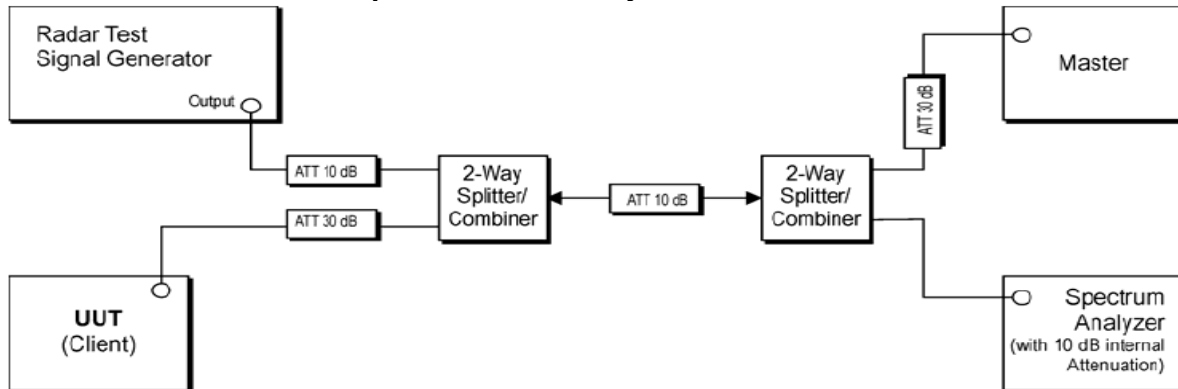 Radar Test
Signal Generator
Output
ATT 10 dB
ATT 30 dB
2-Way
Splitter/
Combiner
ATT 10 dB
2-Way
Splitter/
Combiner
ATT 30 dB
Master
UUT
(Client)
Spectrum
Analyzer
(with 10 dB internal
Attenuation)